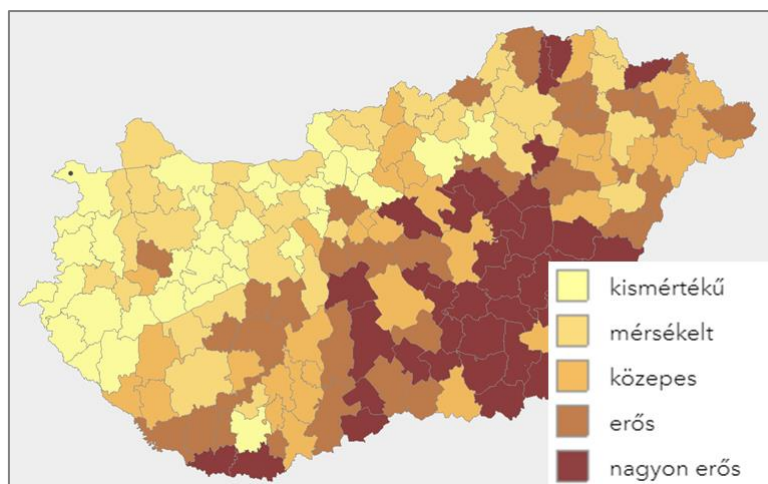 kismértékű
mérsékelt
közepes
erős
nagyon erős